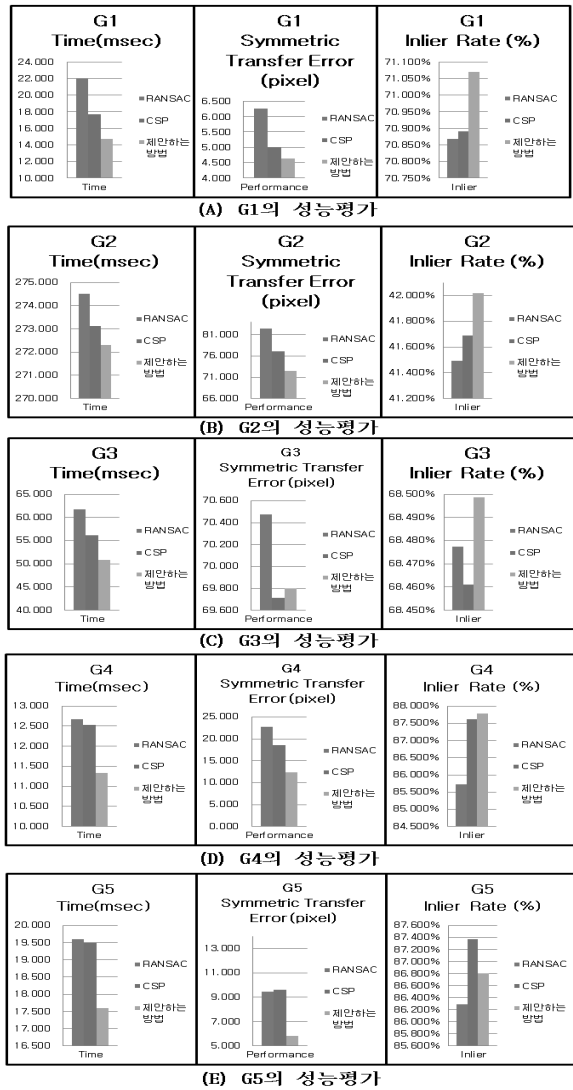 G1
Time(msec)
24.000
22.000
20.000
18.000
16.000
14.000
12.000
10.000
RANSAC
CSP
제안하는
방법
Time
G1
Symmetric
Transfer Error
(pixel)
6.500
6.000
5.500
5.000
4.500
4.000
RANSAC
CSP
제안하는
방법
Performance
G1
Inlier Rate (%)
71.100%
71.050%
71.000%
70.950%
70.900%
70.850%
70.800%
70.750%
RANSAC
CSP
제안하는
방법
Inlier
(A) G1의 성능평가
G2
Time(msec)
275.000
274.000
273.000
272.000
271.000
270.000
RANSAC
CSP
제안하는
방법
Time
G2
Symmetric
Transfer Error
(pixel)
81.000
76.000
71.000
66.000
RANSAC
CSP
제안하는
방법
Performance
G2
Inlier Rate (%)
42.000%
41.800%
41.600%
41.400%
41.200%
RANSAC
CSP
제안하는
방법
Inlier
(B) G2의 성능평가
G3
Time(msec)
65.000
60.000
55.000
50.000
45.000
40.000
RANSAC
CSP
제안하는
방법
Time
G3
Symmetric Transfer
Error (pixel)
70.600
70.400
70.200
70.000
69.800
69.600
RANSAC
CSP
제안하는
방법
Performance
G3
Inlier Rate (%)
68.500%
68.490%
68.480%
68.470%
68.460%
68.450%
RANSAC
CSP
제안하는
방법
Inlier
(C) G3의 성능평가
G4
Time(msec)
13.000
12.500
12.000
11.500
11.000
10.500
10.000
RANSAC
CSP
제안하는
방법
Time
G4
Symmetric Transfer
Error (pixel)
25.000
20.000
15.000
10.000
5.000
0.000
RANSAC
CSP
제안하는
방법
Performance
G4
Inlier Rate (%)
88.000%
87.500%
87.000%
86.500%
86.000%
85.500%
85.000%
84.500%
RANSAC
CSP
제안하는
방법
Inlier
(D) G4의 성능평가
G5
Time(msec)
20.000
19.500
19.000
18.500
18.000
17.500
17.000
16.500
RANSAC
CSP
제안하는
방법
Time
G5
Symmetric Transfer
Error (pixel)
13.000
11.000
9.000
7.000
5.000
RANSAC
CSP
제안하는
방법
Performance
G5
Inlier Rate (%)
87.600%
87.400%
87.200%
87.000%
86.800%
86.600%
86.400%
86.200%
86.000%
85.800%
85.600%
RANSAC
CSP
제안하는
방법
Inlier
(E) G5의 성능평가